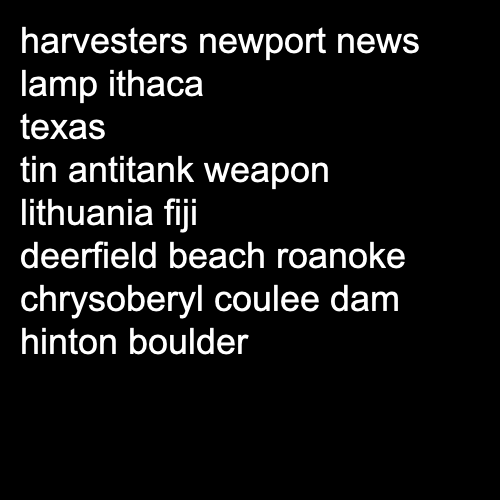 harvesters newport news
lamp ithaca
texas
tin antitank weapon
lithuania fiji
deerfield beach roanoke
chrysoberyl coulee dam
hinton boulder